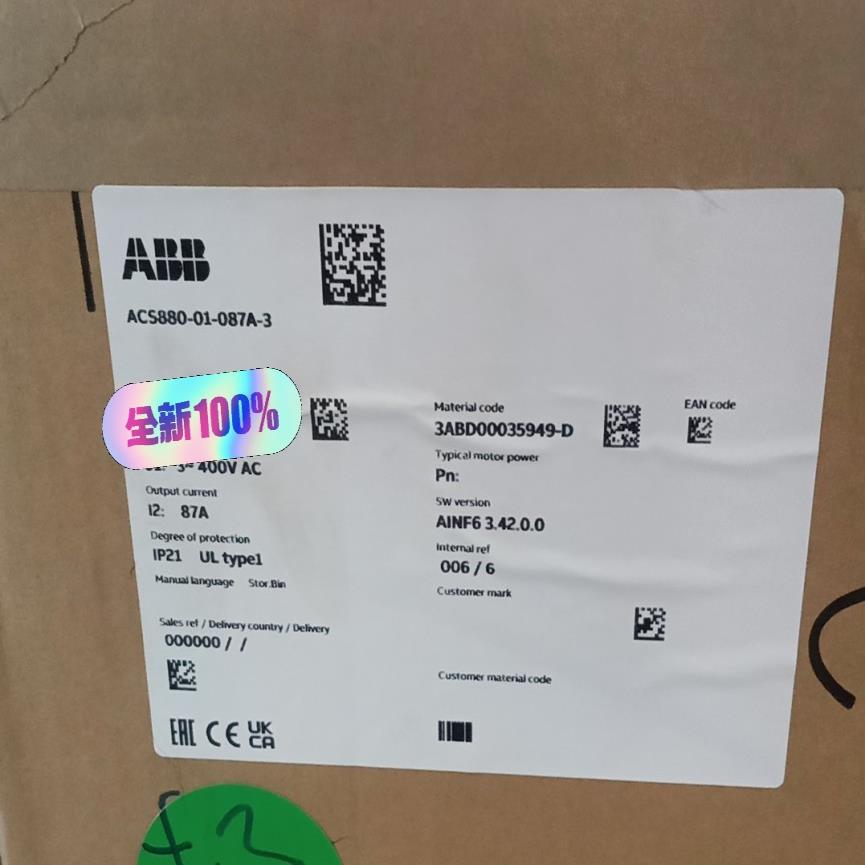 ABB
ACS880-01-087A-3
全新100%
3~ 400V AC
Output current
I2: 87A
Degree of protection
IP21 UL type1
Manual language Stor.Bin
Sales ref / Delivery country / Delivery
000000 / /
EAC CE UK CA
Material code
3ABD00035949-D
Typical motor power
Pn:
SW version
AINF6 3.42.0.0
Internal ref
006 / 6
Customer mark
Customer material code
EAN code